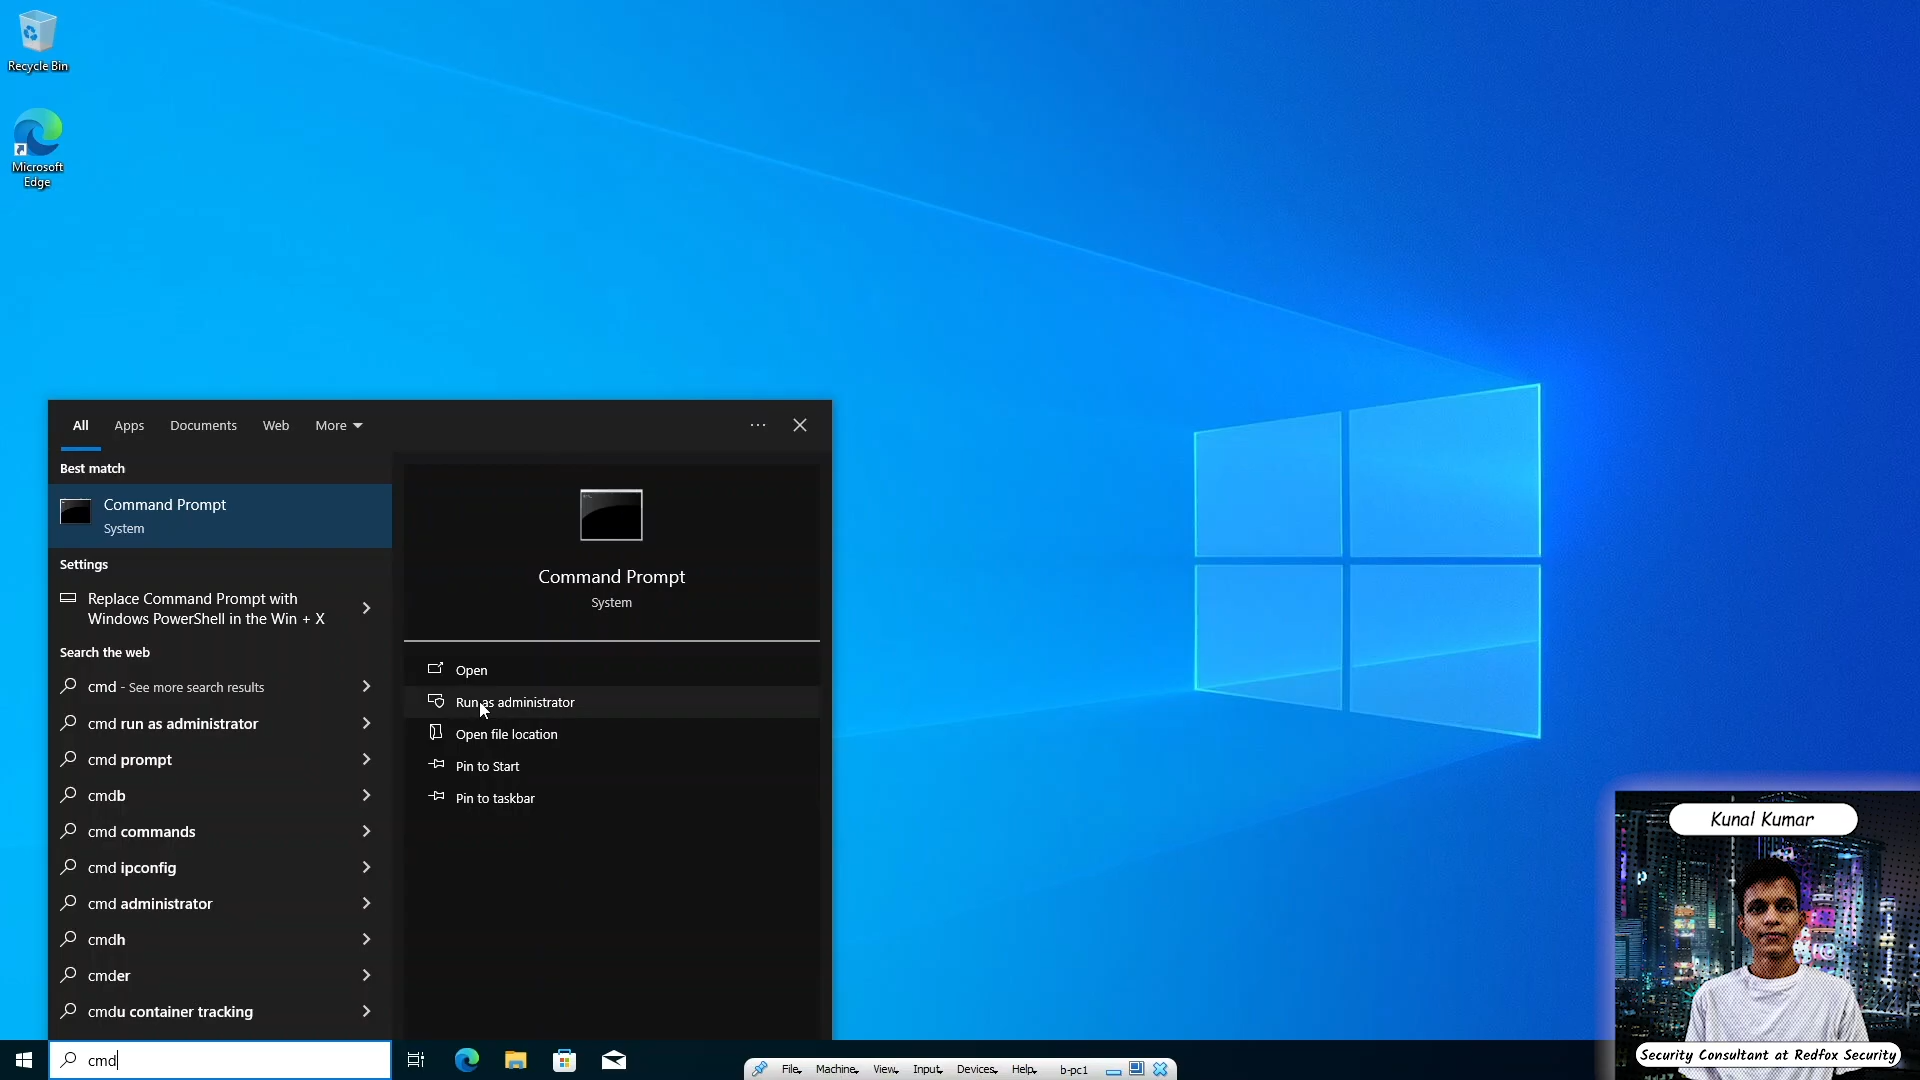 Recycle Bin
Microsoft
Edge
All
Apps
Documents
Web
More
Best match
Command Prompt
System
Settings
Replace Command Prompt with
Windows PowerShell in the Win + X
Search the web
cmd - See more search results
cmd run as administrator
cmd prompt
cmdb
cmd commands
cmd ipconfig
cmd administrator
cmdh
cmder
cmdu container tracking
Command Prompt
System
Open
Run as administrator
Open file location
Pin to Start
Pin to taskbar
cmd
File
Machine
View
Input
Devices
Help
b-pc1
Kunal Kumar
Security Consultant at Redfox Security